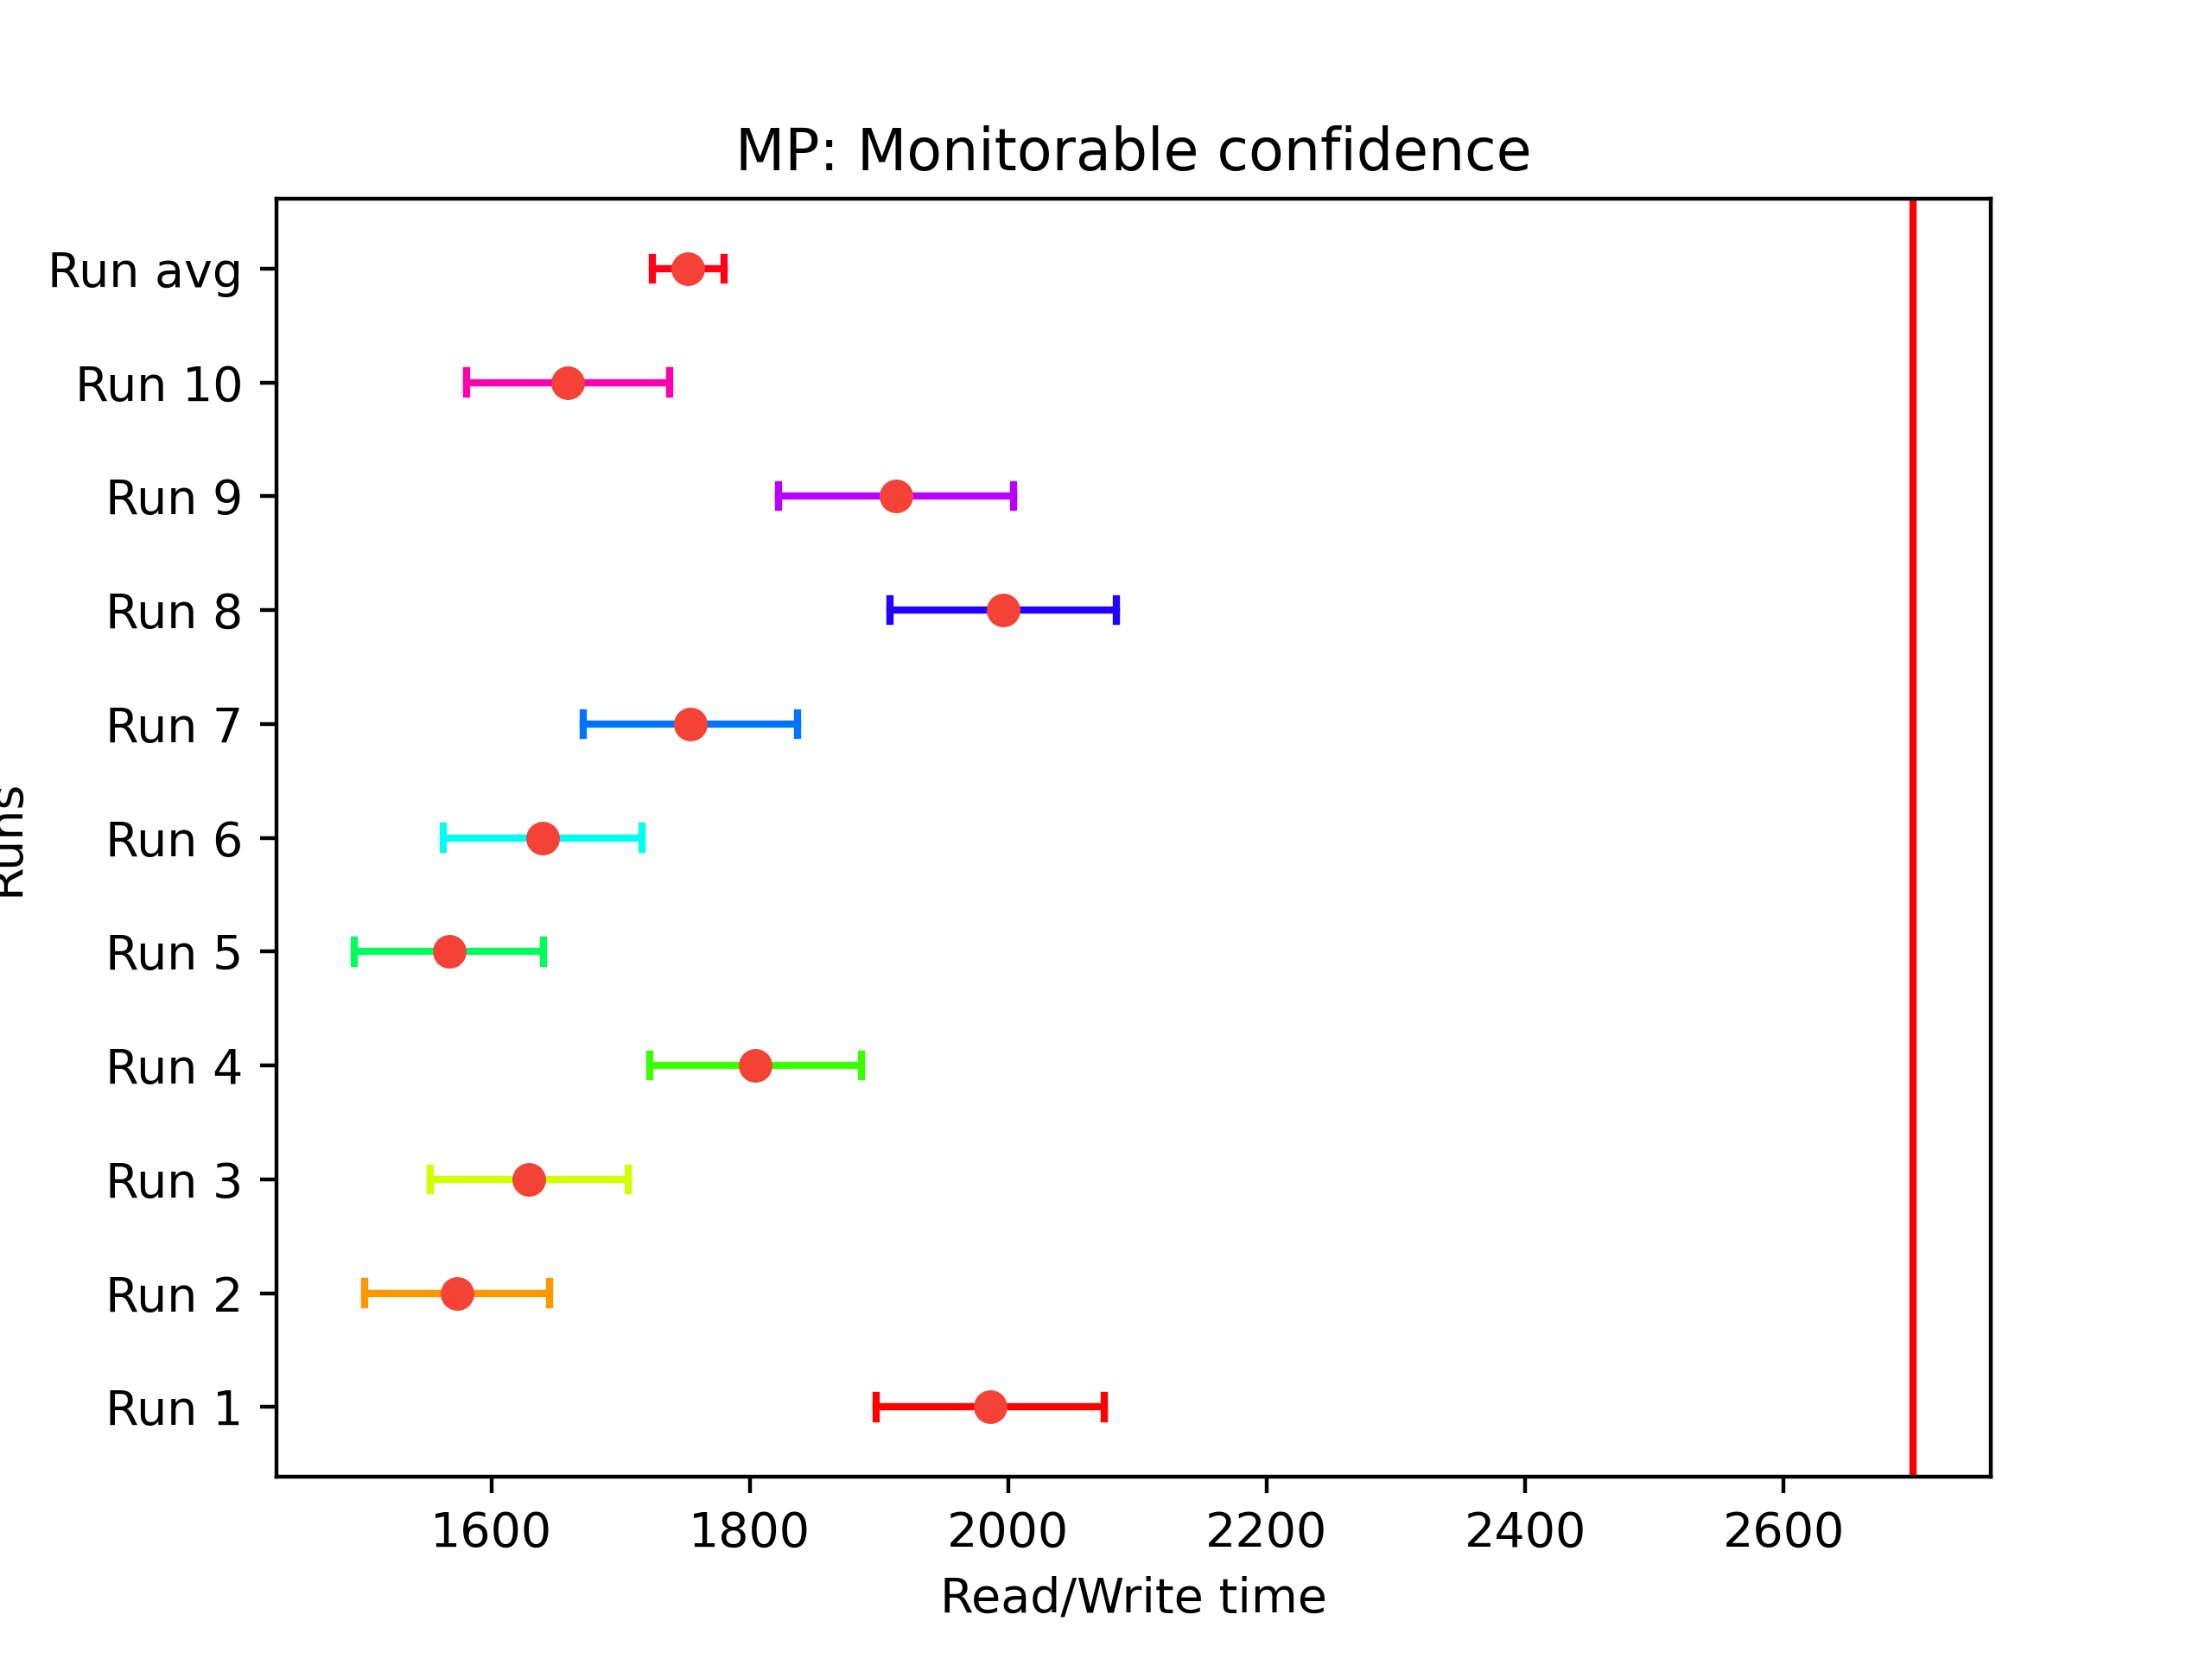 MP: Monitorable confidence
Run avg
Run 10
Run 9
Run 8
Run 7
Run 6
Run 5
Run 4
Run 3
Run 2
Run 1
Runs
1600 1800 2000 2200 2400 2600
Read/Write time